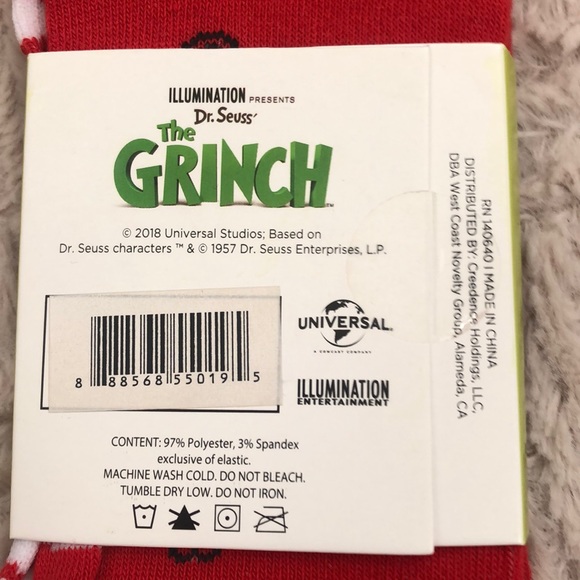 ILLUMINATION PRESENTS
Dr. Seuss'
The
GRINCH™
© 2018 Universal Studios; Based on
Dr. Seuss characters ™ & © 1957 Dr. Seuss Enterprises, L.P.
8 88568 55019 5
UNIVERSAL
A COMCAST COMPANY
ILLUMINATION
ENTERTAINMENT
CONTENT: 97% Polyester, 3% Spandex
exclusive of elastic.
MACHINE WASH COLD. DO NOT BLEACH.
TUMBLE DRY LOW. DO NOT IRON.
RN 140640 | MADE IN CHINA
DISTRIBUTED BY: Creedence Holdings, LLC,
DBA West Coast Novelty Group, Alameda, CA